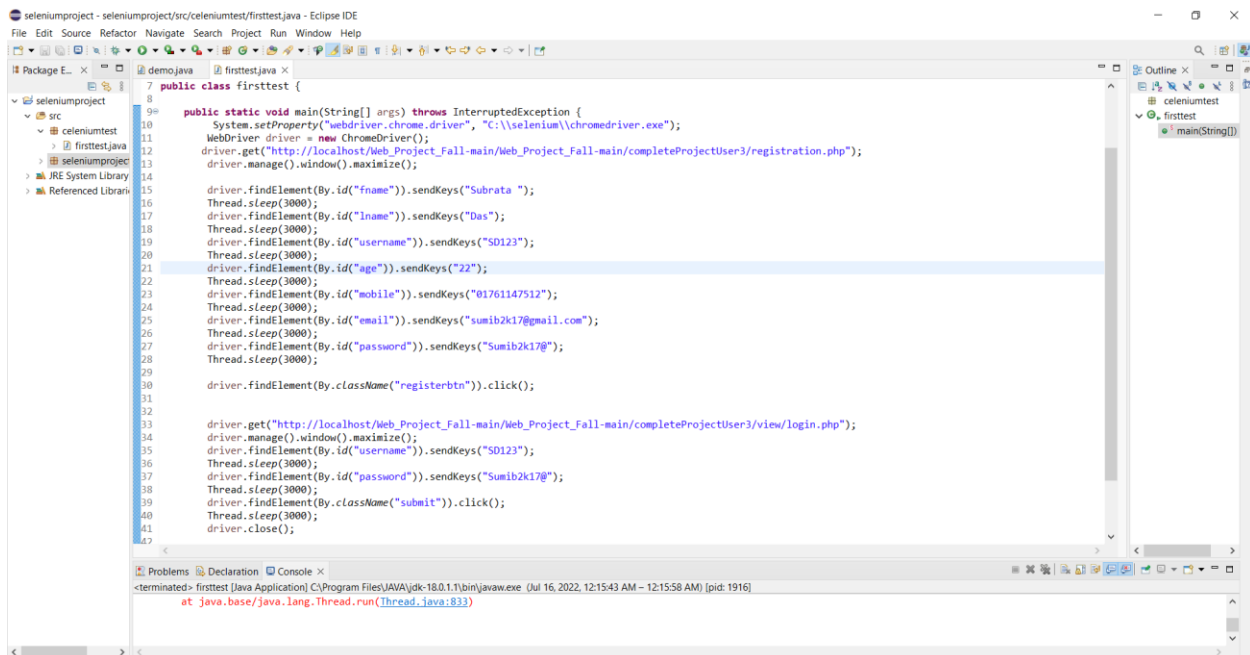 seleniumproject - seleniumproject/src/celeniumtest/firsttest.java - Eclipse IDE
File Edit Source Refactor Navigate Search Project Run Window Help
Package E...
seleniumproject
src
celeniumtest
firsttest.java
seleniumproject
JRE System Library
Referenced Librari
demo.java firsttest.java
7 public class firsttest {
8
9 public static void main(String[] args) throws InterruptedException {
10 System.setProperty("webdriver.chrome.driver", "C:\\selenium\\chromedriver.exe");
11 WebDriver driver = new ChromeDriver();
12 driver.get("http://localhost/Web_Project_Fall-main/Web_Project_Fall-main/completeProjectUser3/registration.php");
13 driver.manage().window().maximize();
14
15 driver.findElement(By.id("fname")).sendKeys("Subrata ");
16 Thread.sleep(3000);
17 driver.findElement(By.id("lname")).sendKeys("Das");
18 Thread.sleep(3000);
19 driver.findElement(By.id("username")).sendKeys("SD123");
20 Thread.sleep(3000);
21 driver.findElement(By.id("age")).sendKeys("22");
22 Thread.sleep(3000);
23 driver.findElement(By.id("mobile")).sendKeys("01761147512");
24 Thread.sleep(3000);
25 driver.findElement(By.id("email")).sendKeys("sumib2k17@gmail.com");
26 Thread.sleep(3000);
27 driver.findElement(By.id("password")).sendKeys("Sumib2k17@");
28 Thread.sleep(3000);
29
30 driver.findElement(By.className("registerbtn")).click();
31
32
33 driver.get("http://localhost/Web_Project_Fall-main/Web_Project_Fall-main/completeProjectUser3/view/login.php");
34 driver.manage().window().maximize();
35 driver.findElement(By.id("username")).sendKeys("SD123");
36 Thread.sleep(3000);
37 driver.findElement(By.id("password")).sendKeys("Sumib2k17@");
38 Thread.sleep(3000);
39 driver.findElement(By.className("submit")).click();
40 Thread.sleep(3000);
41 driver.close();
42
Outline
celeniumtest
firsttest
main(String[])
Problems Declaration Console
<terminated> firsttest [Java Application] C:\Program Files\JAVA\jdk-18.0.1.1\bin\javaw.exe (Jul 16, 2022, 12:15:43 AM – 12:15:58 AM) [pid: 1916]
at java.base/java.lang.Thread.run(Thread.java:833)